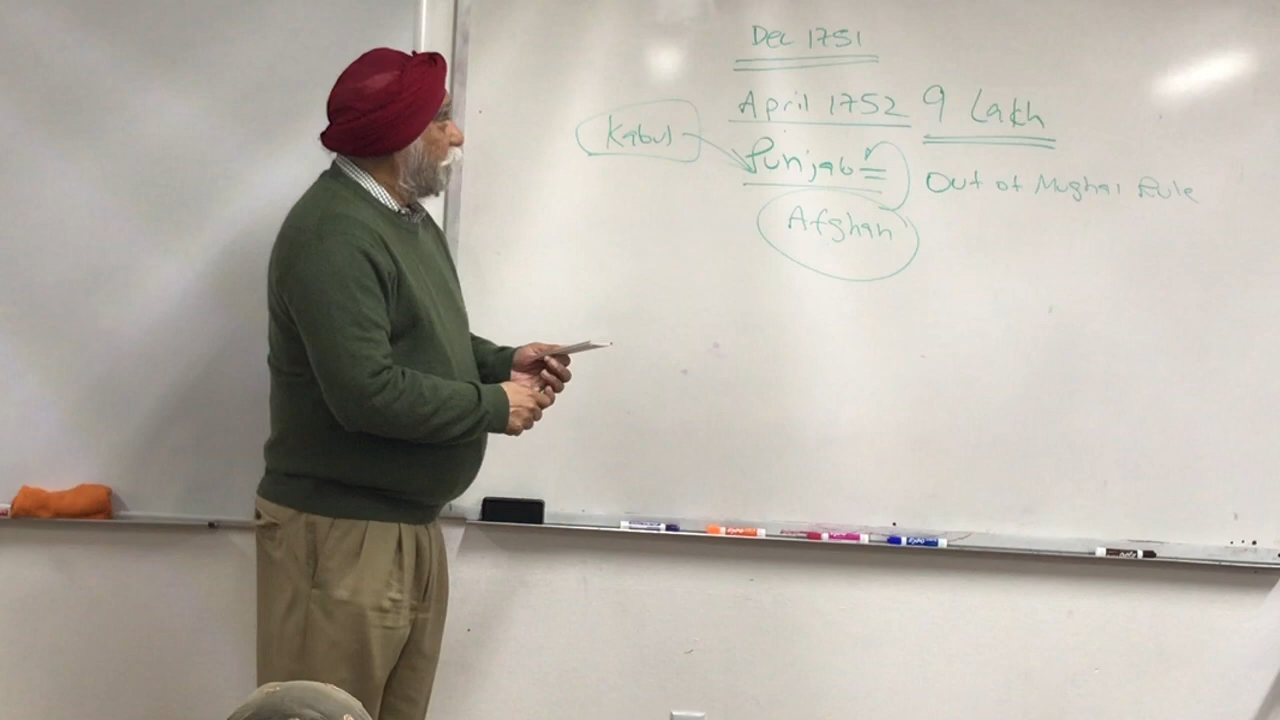 Dec 1751
April 1752 9 Lakh
Kabul Punjab =
Out of Mughal Rule
Afghan